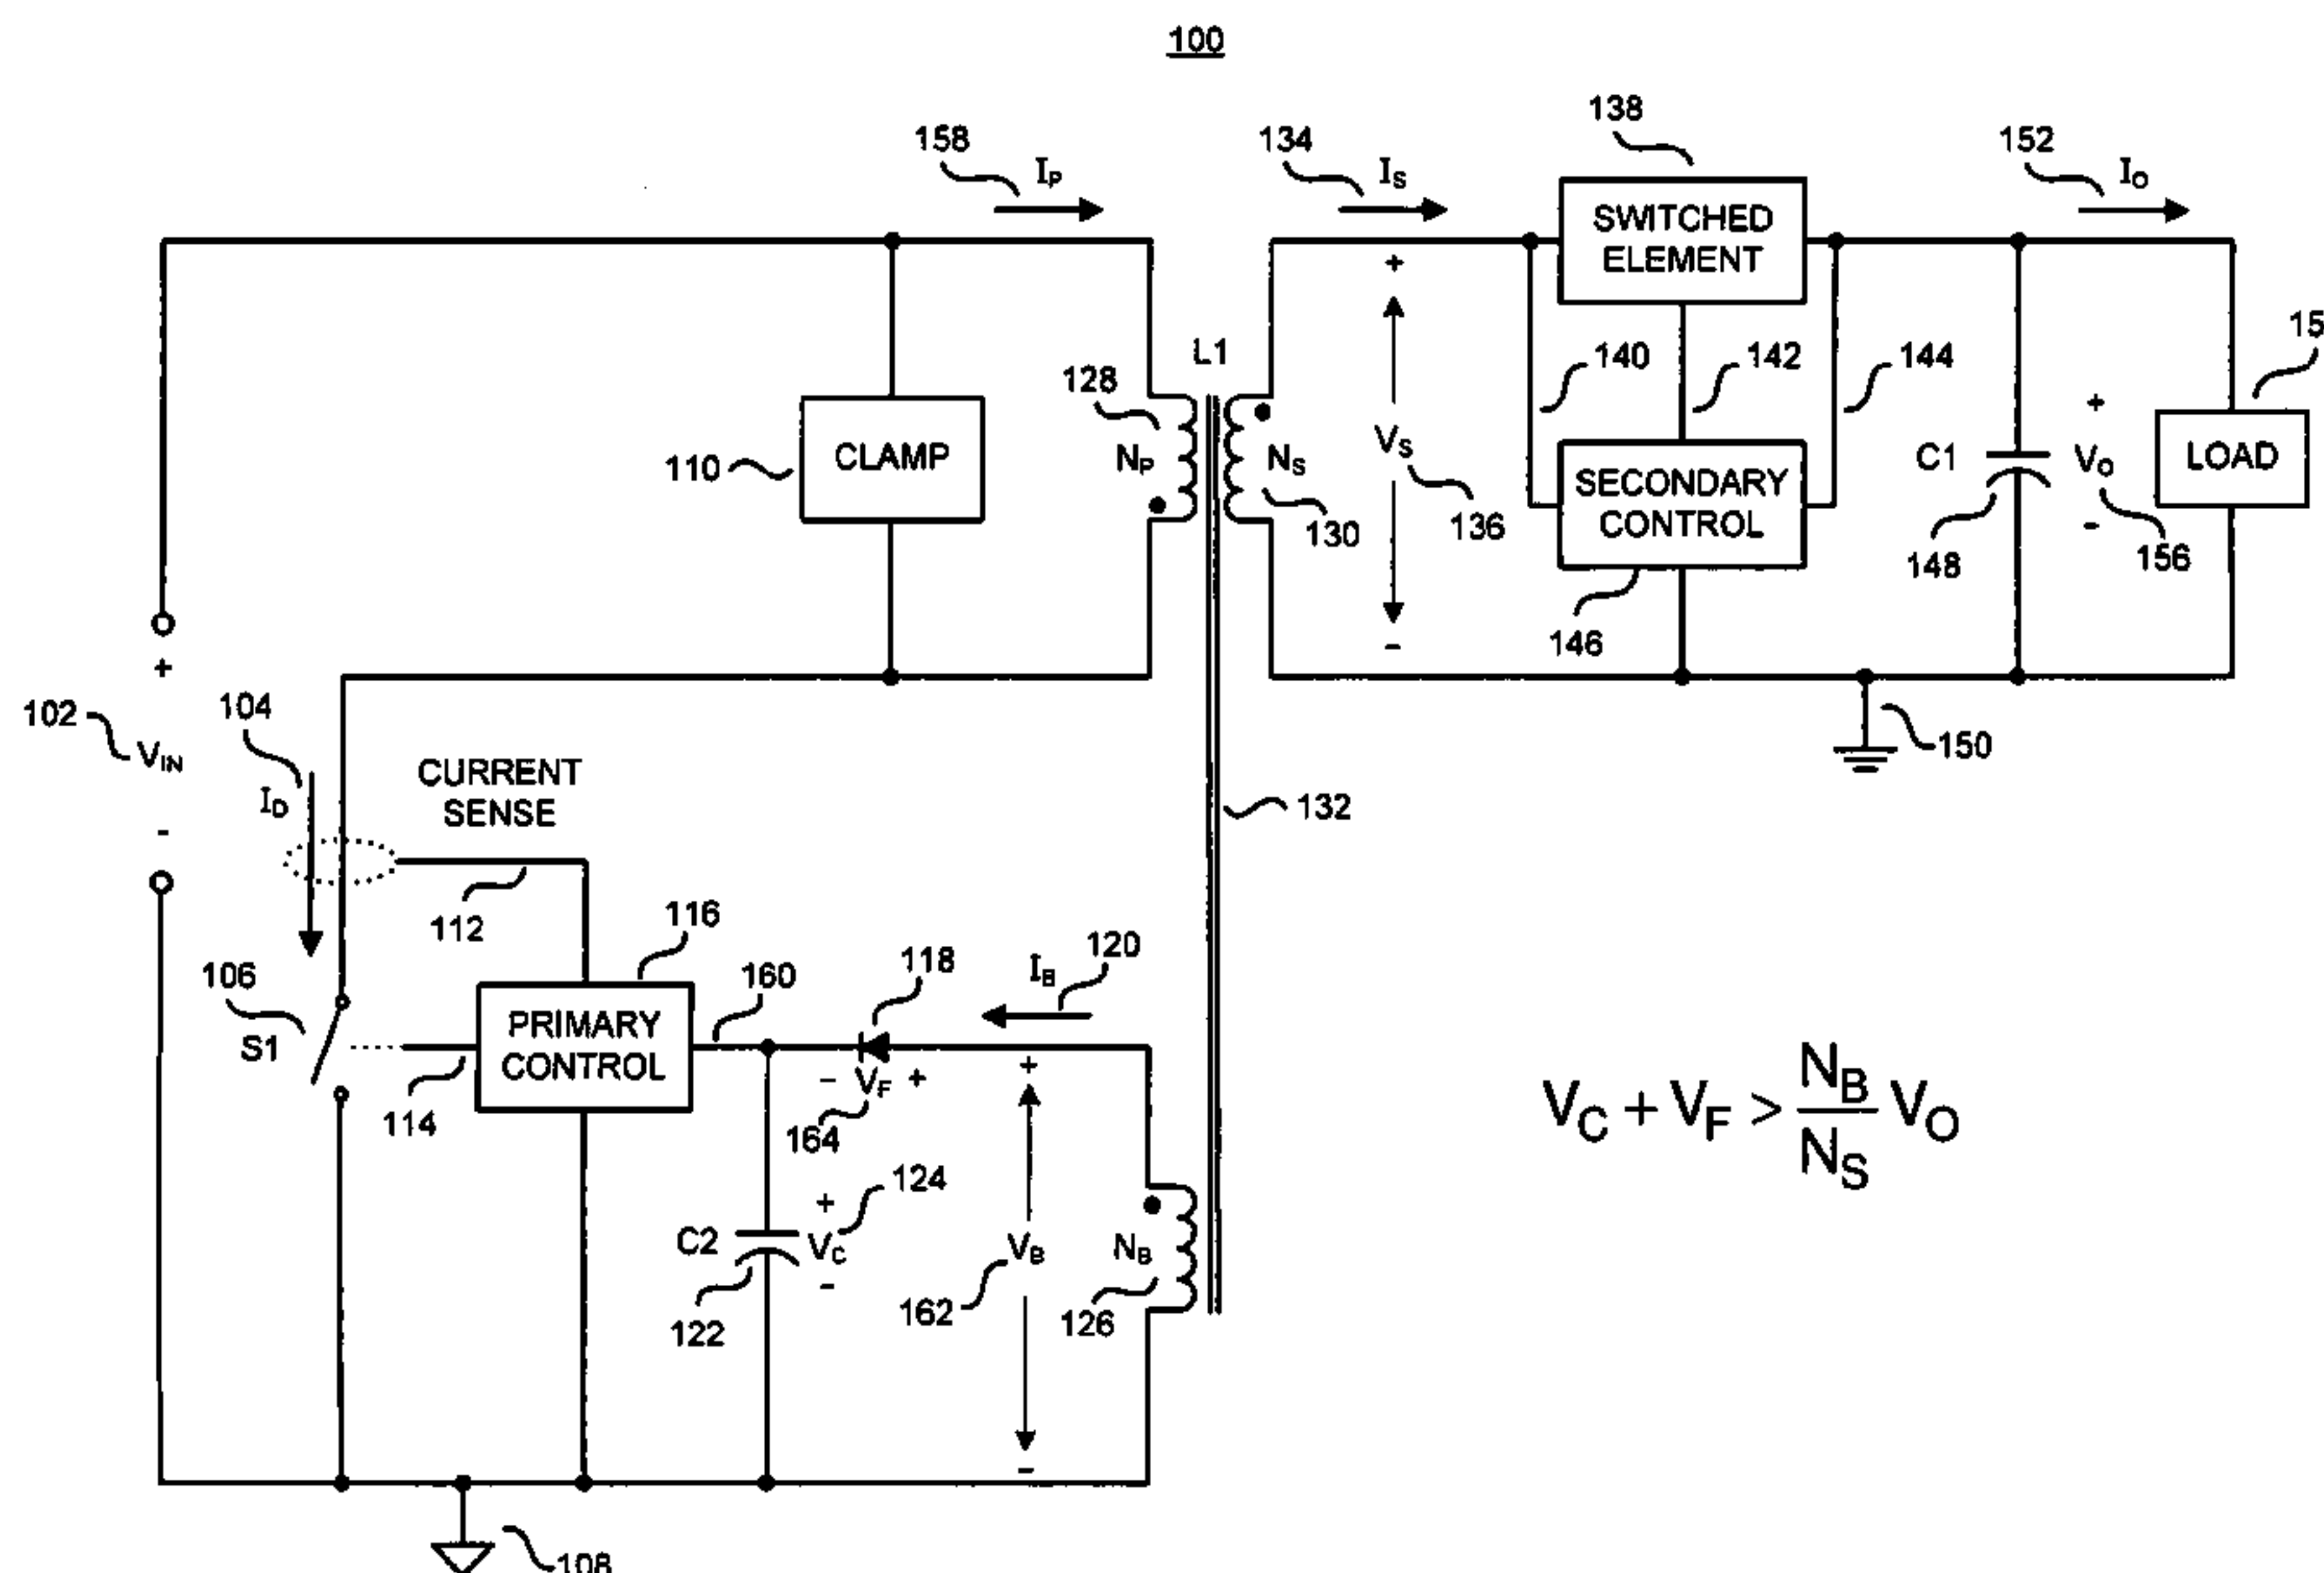 100
138
158
134
152
IP
IS
IO
SWITCHED
ELEMENT
L1
128
140
142
144
15
CLAMP
110
NP
NS
VS
C1
VO
LOAD
SECONDARY
CONTROL
130
136
148
156
146
+
-
+
-
+
-
102
104
VIN
ID
CURRENT
SENSE
150
132
112
116
106
160
118
IB
120
S1
PRIMARY
CONTROL
114
- VF +
164
+
VC + VF > NB/NS VO
124
+
C2
VC
-
VB
NB
122
162
126
-
108